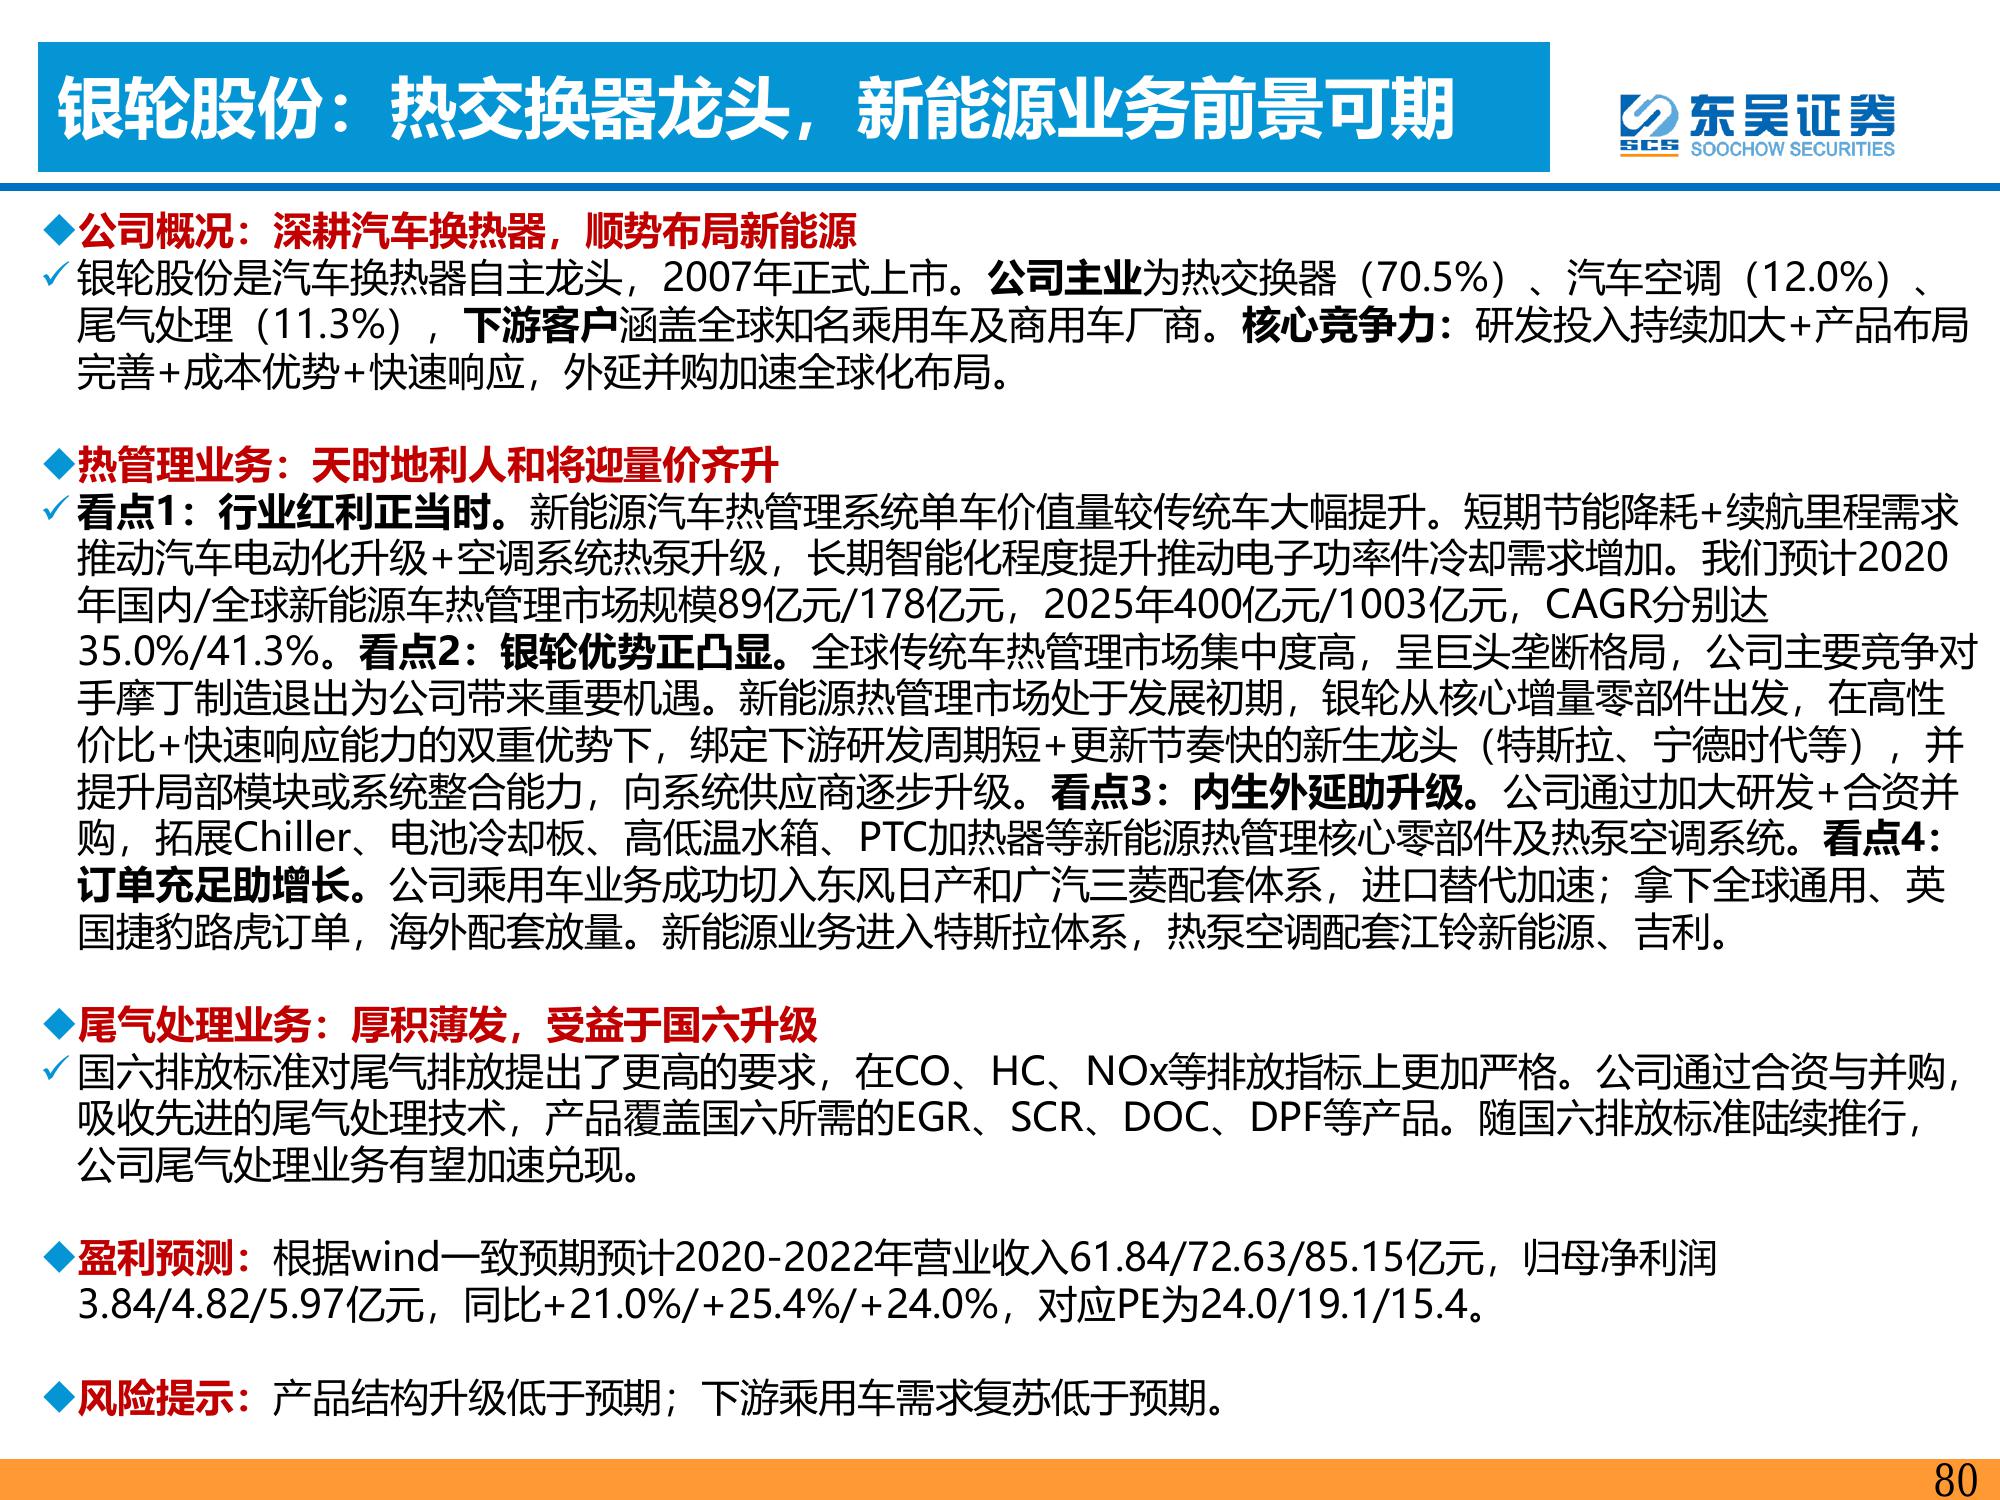 银轮股份：热交换器龙头，新能源业务前景可期
东吴证券
SCS
SOOCHOW SECURITIES
◆公司概况：深耕汽车换热器，顺势布局新能源
✓银轮股份是汽车换热器自主龙头，2007年正式上市。公司主业为热交换器（70.5%）、汽车空调（12.0%）、
尾气处理（11.3%），下游客户涵盖全球知名乘用车及商用车厂商。核心竞争力：研发投入持续加大+产品布局
完善+成本优势+快速响应，外延并购加速全球化布局。
◆热管理业务：天时地利人和将迎量价齐升
✓看点1：行业红利正当时。新能源汽车热管理系统单车价值量较传统车大幅提升。短期节能降耗+续航里程需求
推动汽车电动化升级+空调系统热泵升级，长期智能化程度提升推动电子功率件冷却需求增加。我们预计2020
年国内/全球新能源车热管理市场规模89亿元/178亿元，2025年400亿元/1003亿元，CAGR分别达
35.0%/41.3%。看点2：银轮优势正凸显。全球传统车热管理市场集中度高，呈巨头垄断格局，公司主要竞争对
手摩丁制造退出为公司带来重要机遇。新能源热管理市场处于发展初期，银轮从核心增量零部件出发，在高性
价比+快速响应能力的双重优势下，绑定下游研发周期短+更新节奏快的新生龙头（特斯拉、宁德时代等），并
提升局部模块或系统整合能力，向系统供应商逐步升级。看点3：内生外延助升级。公司通过加大研发+合资并
购，拓展Chiller、电池冷却板、高低温水箱、PTC加热器等新能源热管理核心零部件及热泵空调系统。看点4：
订单充足助增长。公司乘用车业务成功切入东风日产和广汽三菱配套体系，进口替代加速；拿下全球通用、英
国捷豹路虎订单，海外配套放量。新能源业务进入特斯拉体系，热泵空调配套江铃新能源、吉利。
◆尾气处理业务：厚积薄发，受益于国六升级
✓国六排放标准对尾气排放提出了更高的要求，在CO、HC、NOx等排放指标上更加严格。公司通过合资与并购，
吸收先进的尾气处理技术，产品覆盖国六所需的EGR、SCR、DOC、DPF等产品。随国六排放标准陆续推行，
公司尾气处理业务有望加速兑现。
◆盈利预测：根据wind一致预期预计2020-2022年营业收入61.84/72.63/85.15亿元，归母净利润
3.84/4.82/5.97亿元，同比+21.0%/+25.4%/+24.0%，对应PE为24.0/19.1/15.4。
◆风险提示：产品结构升级低于预期；下游乘用车需求复苏低于预期。
80